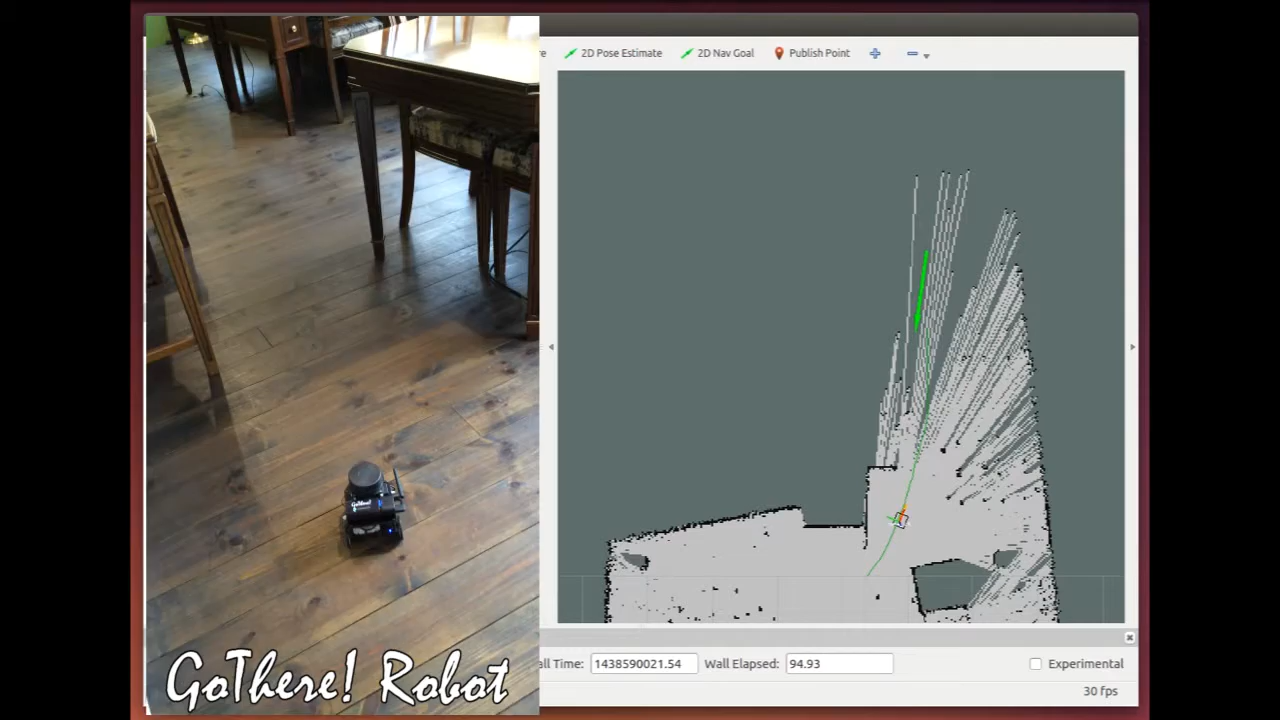 2D Pose Estimate 2D Nav Goal Publish Point
Wall Time: 1438590021.54 Wall Elapsed: 94.93 Experimental
30 fps
GoThere! Robot